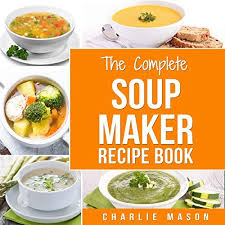 The Complete
SOUP
MAKER
RECIPE BOOK
CHARLIE MASON